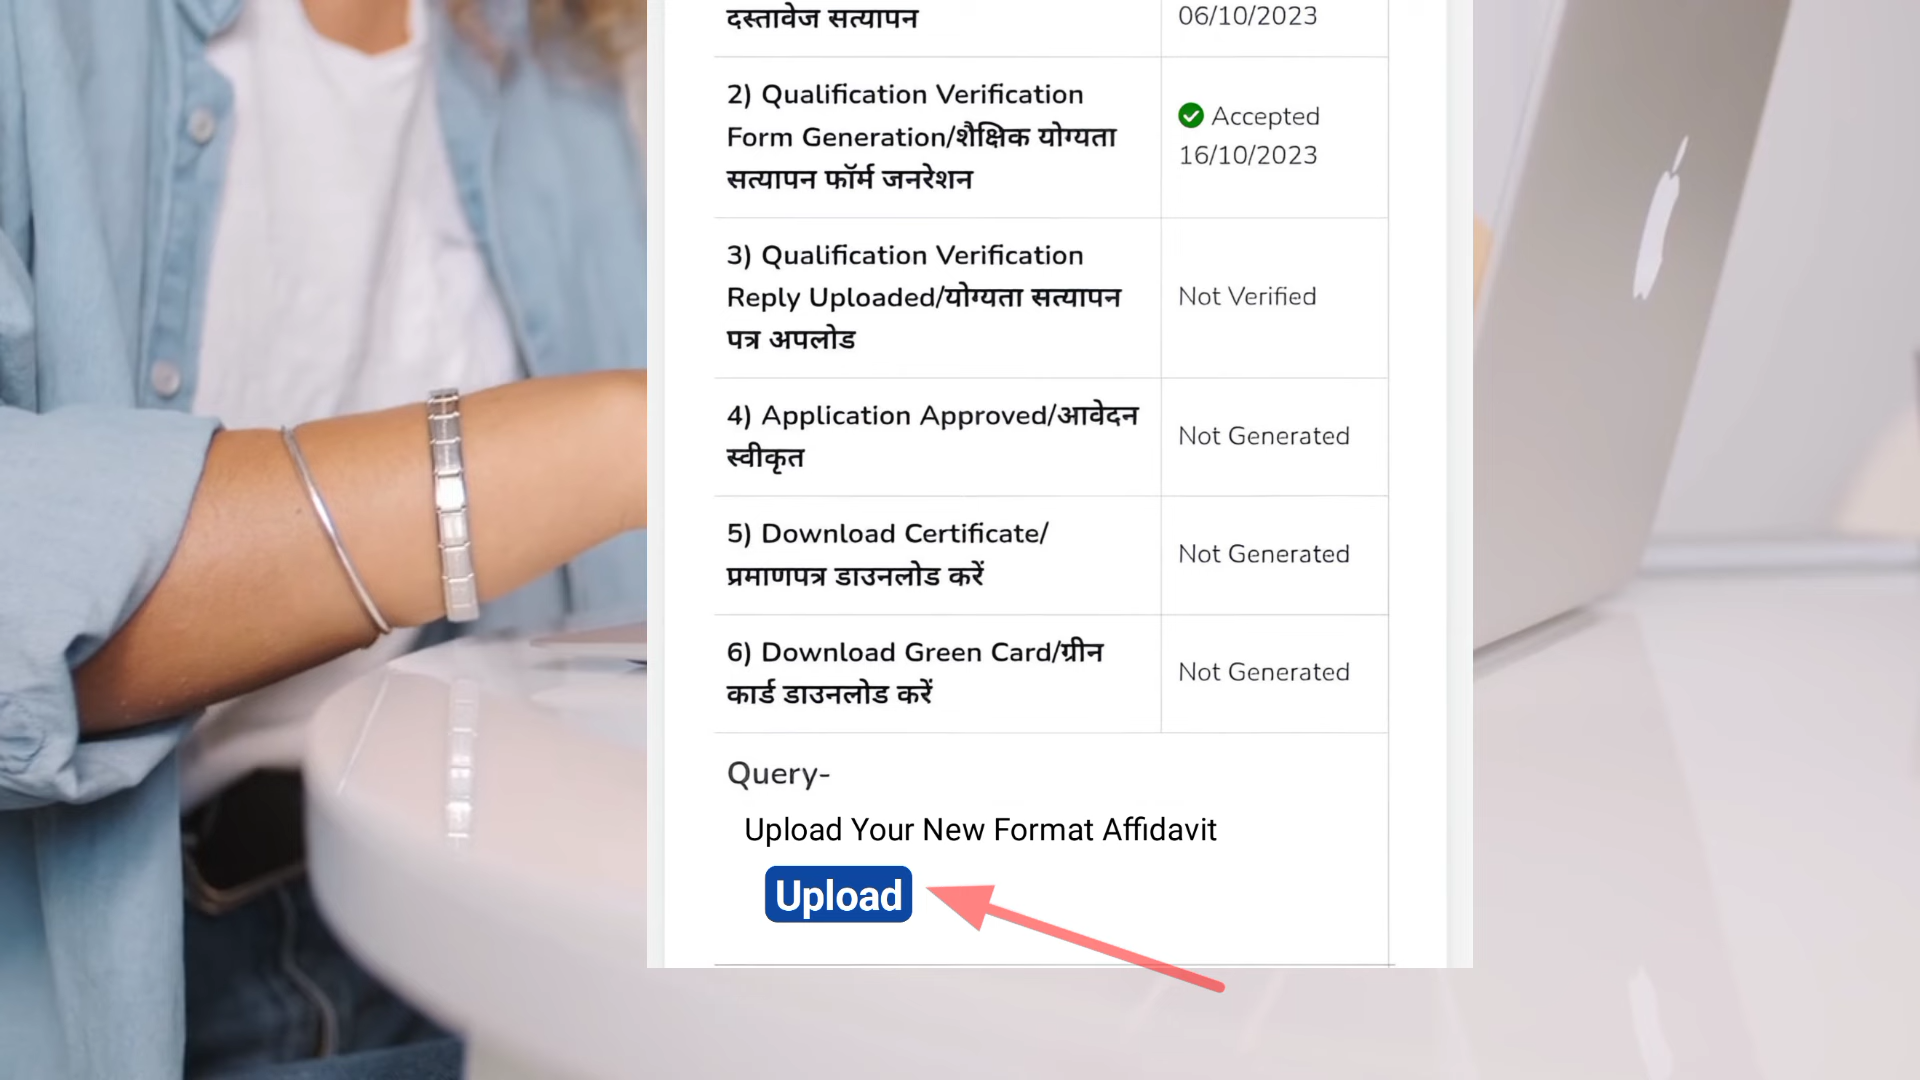 दस्तावेज सत्यापन
06/10/2023
2) Qualification Verification
Form Generation/शैक्षिक योग्यता
सत्यापन फॉर्म जनरेशन
Accepted
16/10/2023
3) Qualification Verification
Reply Uploaded/योग्यता सत्यापन
पत्र अपलोड
Not Verified
4) Application Approved/आवेदन
स्वीकृत
Not Generated
5) Download Certificate/
प्रमाणपत्र डाउनलोड करें
Not Generated
6) Download Green Card/ग्रीन
कार्ड डाउनलोड करें
Not Generated
Query-
Upload Your New Format Affidavit
Upload